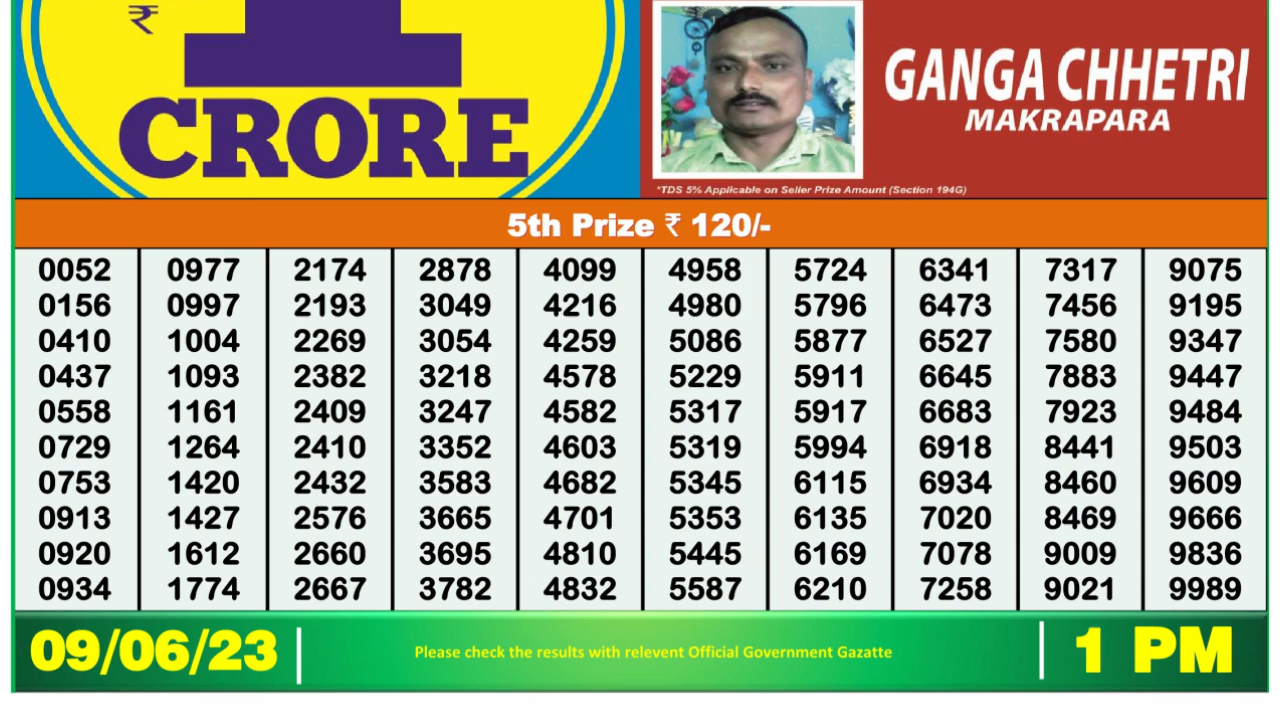 ₹
CRORE
GANGA CHHETRI
MAKRAPARA
*TDS 5% Applicable on Seller Prize Amount (Section 194G)
5th Prize ₹ 120/-
0052 0977 2174 2878 4099 4958 5724 6341 7317 9075
0156 0997 2193 3049 4216 4980 5796 6473 7456 9195
0410 1004 2269 3054 4259 5086 5877 6527 7580 9347
0437 1093 2382 3218 4578 5229 5911 6645 7883 9447
0558 1161 2409 3247 4582 5317 5917 6683 7923 9484
0729 1264 2410 3352 4603 5319 5994 6918 8441 9503
0753 1420 2432 3583 4682 5345 6115 6934 8460 9609
0913 1427 2576 3665 4701 5353 6135 7020 8469 9666
0920 1612 2660 3695 4810 5445 6169 7078 9009 9836
0934 1774 2667 3782 4832 5587 6210 7258 9021 9989
09/06/23 Please check the results with relevent Official Government Gazatte 1 PM